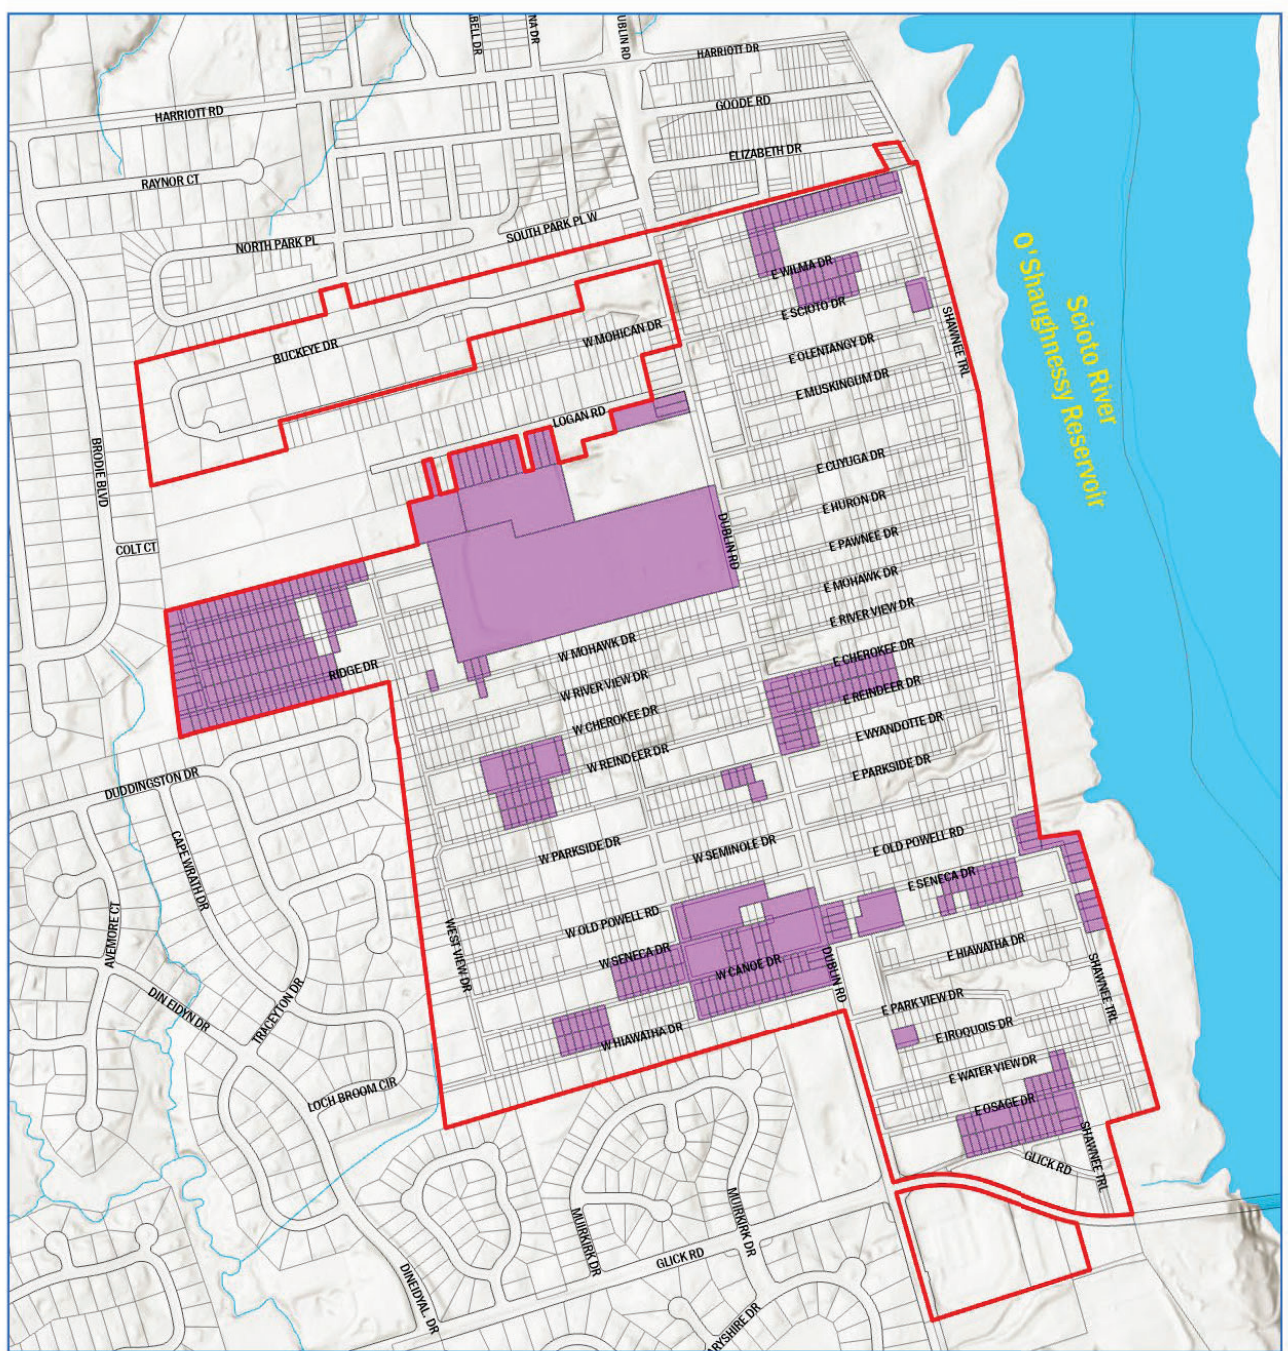 HARRIOTT DR
GOODE RD
HARRIOTT RD
ELIZABETH DR
RAYNOR CT
SOUTH PARK PL W
NORTH PARK PL
E WILMA DR
E SCIOTO DR
SHAWNEE TRL
Scioto River
O'Shaughnessy Reservoir
BUCKEYE DR
W MOHICAN DR
E OLENTANGY DR
E MUSKINGUM DR
LOGAN RD
BRODIE BLVD
E CUYUGA DR
E HURON DR
COLT CT
DUBLIN RD
E PAWNEE DR
E MOHAWK DR
E RIVER VIEW DR
W MOHAWK DR
E CHEROKEE DR
RIDGE DR
W RIVER VIEW DR
E REINDEER DR
W CHEROKEE DR
E WYANDOTTE DR
W REINDEER DR
E PARKSIDE DR
DUDDINGSTON DR
CAPE WRATH DR
W PARKSIDE DR
W SEMINOLE DR
E OLD POWELL RD
E SENECA DR
AVEMORE CT
WEST VIEW DR
W OLD POWELL RD
W SENECA DR
W CANOE DR
DUBLIN RD
E HIAWATHA DR
SHAWNEE TRL
DIN EIDYN DR
TRACEYTON DR
E PARK VIEW DR
W HIAWATHA DR
E IROQUOIS DR
E WATER VIEW DR
LOCH BROOM CIR
E OSAGE DR
SHAWNEE TRL
GLICK RD
MUIRKIRK DR
MUIRKIRK DR
GLICK RD
DINEIDYAL DR